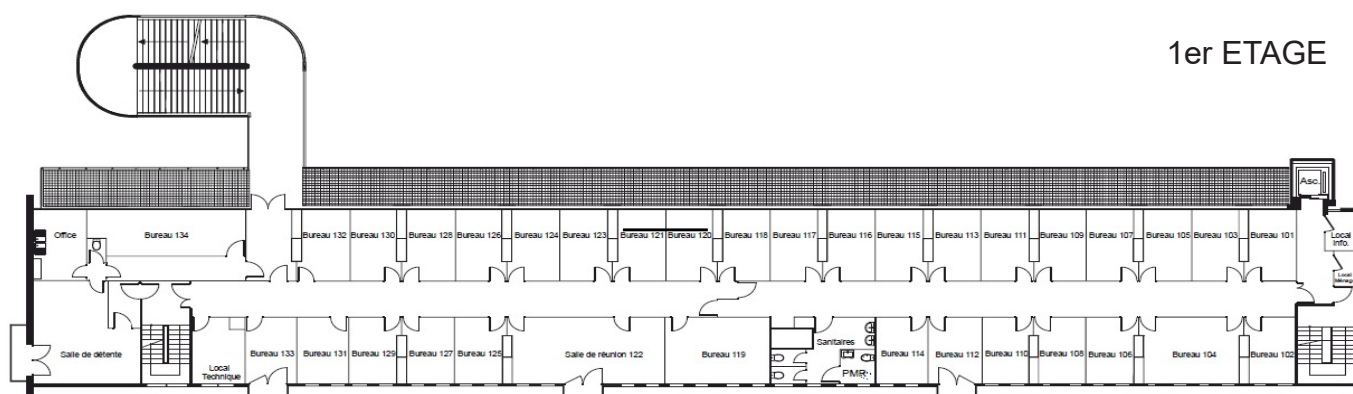 1er ETAGE
Asc.
Office
Bureau 134
Bureau 132
Bureau 130
Bureau 128
Bureau 126
Bureau 124
Bureau 123
Bureau 121
Bureau 120
Bureau 118
Bureau 117
Bureau 116
Bureau 115
Bureau 113
Bureau 111
Bureau 109
Bureau 107
Bureau 105
Bureau 103
Bureau 101
Local
Info.
Local
Ménage
Salle de détente
Local
Technique
Bureau 133
Bureau 131
Bureau 129
Bureau 127
Bureau 125
Salle de réunion 122
Bureau 119
Sanitaires
PMR
Bureau 114
Bureau 112
Bureau 110
Bureau 108
Bureau 106
Bureau 104
Bureau 102